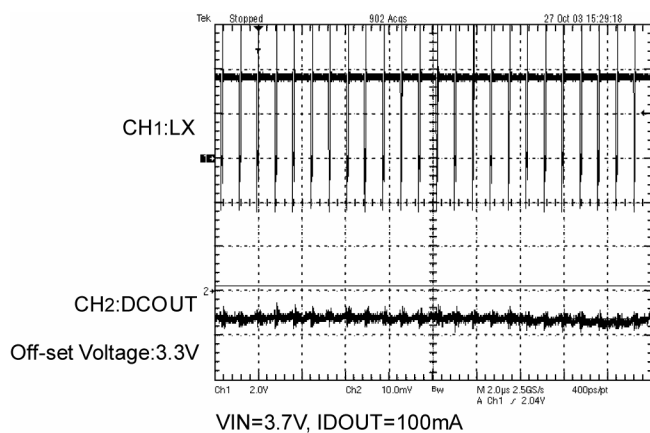 Tek Stopped 902 Acqs 27 Oct 03 15:29:18
CH1:LX
1
2
CH2:DCOUT
Off-set Voltage:3.3V
Ch1 2.0V Ch2 10.0mV Bw M 2.0µs 2.5GS/s 400ps/pt
A Ch1 2.04V
VIN=3.7V, IDOUT=100mA